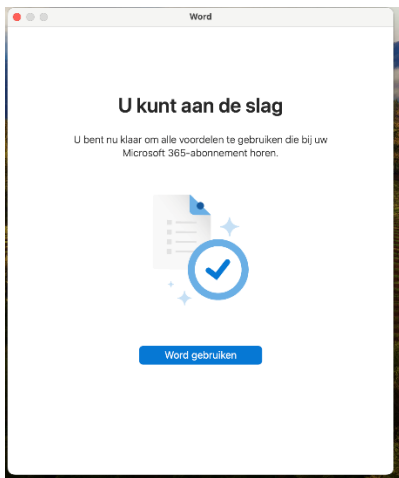 Word
U kunt aan de slag
U bent nu klaar om alle voordelen te gebruiken die bij uw
Microsoft 365-abonnement horen.
Word gebruiken